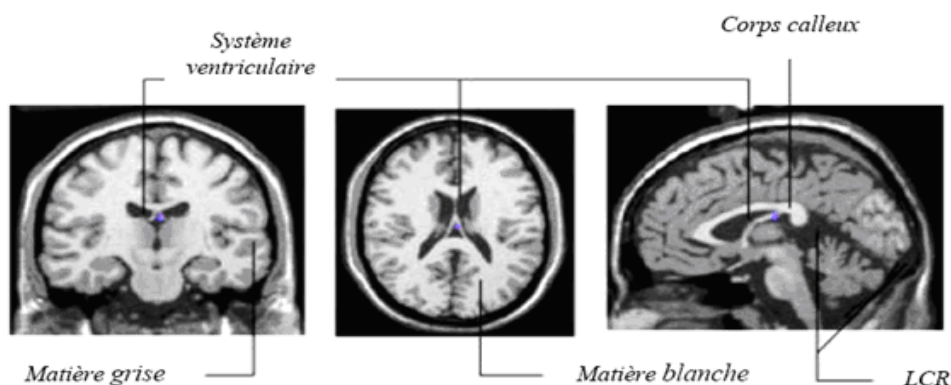 Corps calleux
Système
ventriculaire
Matière grise
Matière blanche
LCR